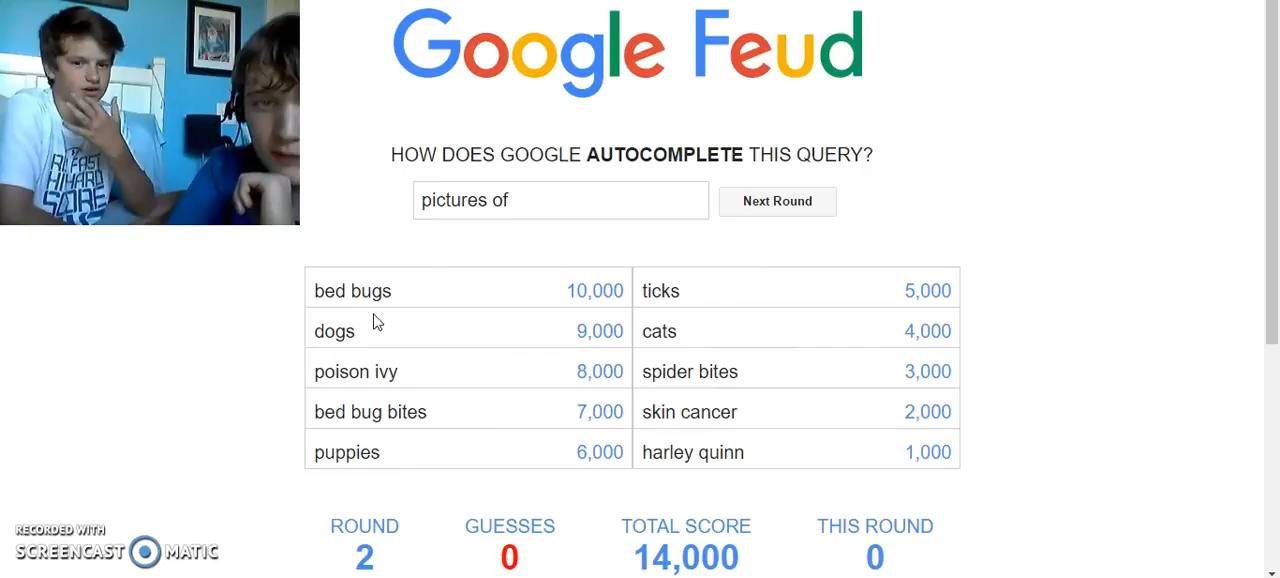 Google Feud
HOW DOES GOOGLE AUTOCOMPLETE THIS QUERY?
pictures of
Next Round
bed bugs 10,000 ticks 5,000
dogs 9,000 cats 4,000
poison ivy 8,000 spider bites 3,000
bed bug bites 7,000 skin cancer 2,000
puppies 6,000 harley quinn 1,000
ROUND GUESSES TOTAL SCORE THIS ROUND
2 0 14,000 0
RECORDED WITH
SCREENCAST MATIC
SCORE